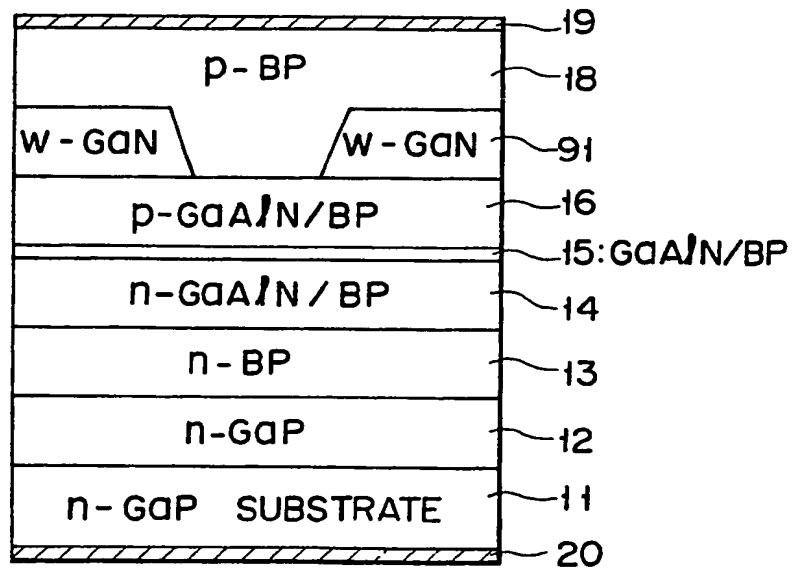 19
p-BP 18
w-GaN w-GaN 91
p-GaAlN/BP 16
15:GaAlN/BP
n-GaAlN/BP 14
n-BP 13
n-GaP 12
n-GaP SUBSTRATE 11
20